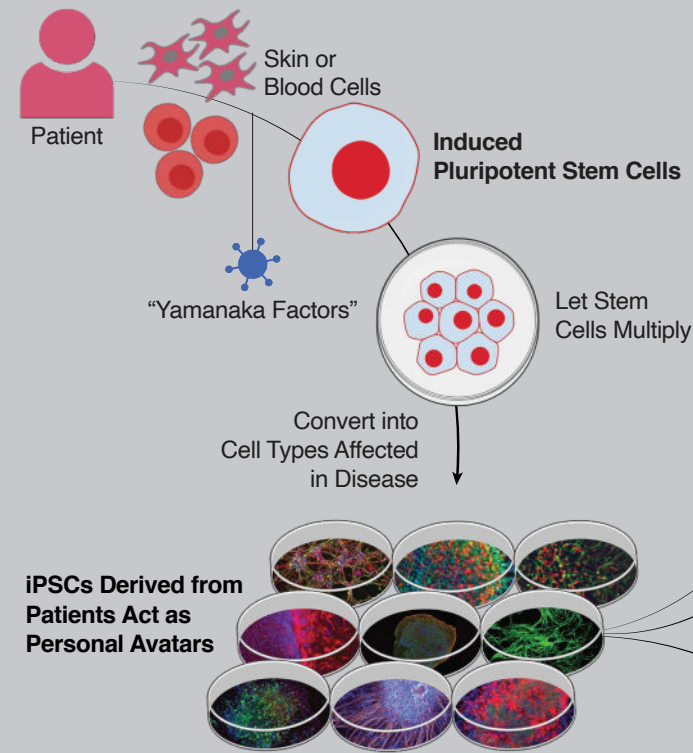 Skin or
Blood Cells
Patient
Induced
Pluripotent Stem Cells
“Yamanaka Factors”
Let Stem
Cells Multiply
Convert into
Cell Types Affected
in Disease
iPSCs Derived from
Patients Act as
Personal Avatars